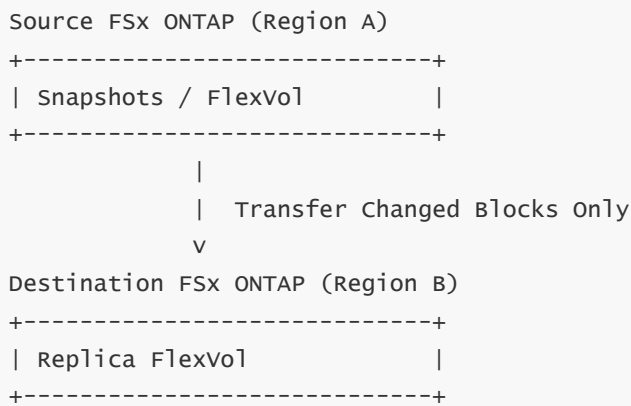 Source FSx ONTAP (Region A)
+-----------------------------+
| Snapshots / FlexVol         |
+-----------------------------+
             |
             |  Transfer Changed Blocks Only
             v
Destination FSx ONTAP (Region B)
+-----------------------------+
| Replica FlexVol             |
+-----------------------------+